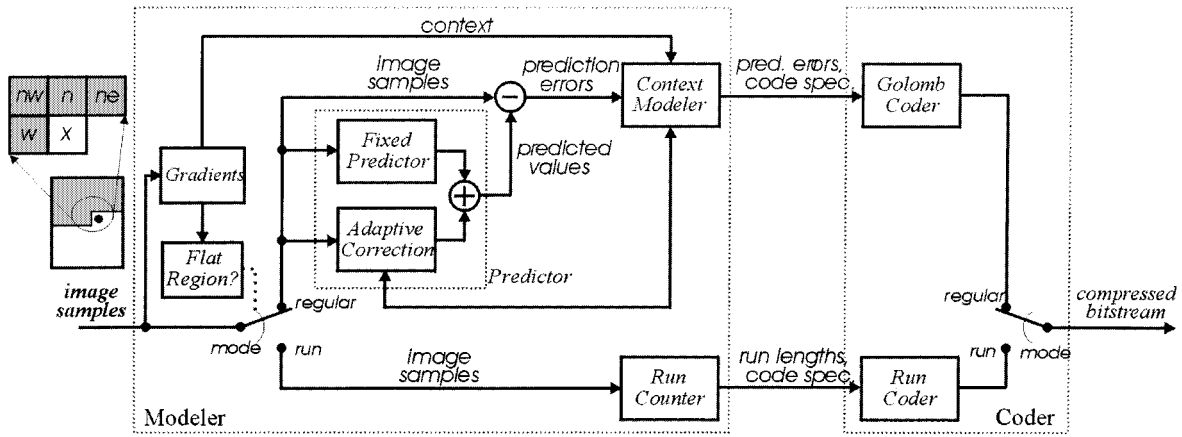 context
image
samples
prediction
errors
Context
Modeler
pred. errors,
code spec.
Golomb
Coder
nw n ne
w x
Gradients
Fixed
Predictor
predicted
values
Flat
Region?
Adaptive
Correction
Predictor
image
samples
regular
mode
run
image
samples
Run
Counter
run lengths,
code spec.
Run
Coder
regular
run
mode
compressed
bitstream
Modeler
Coder